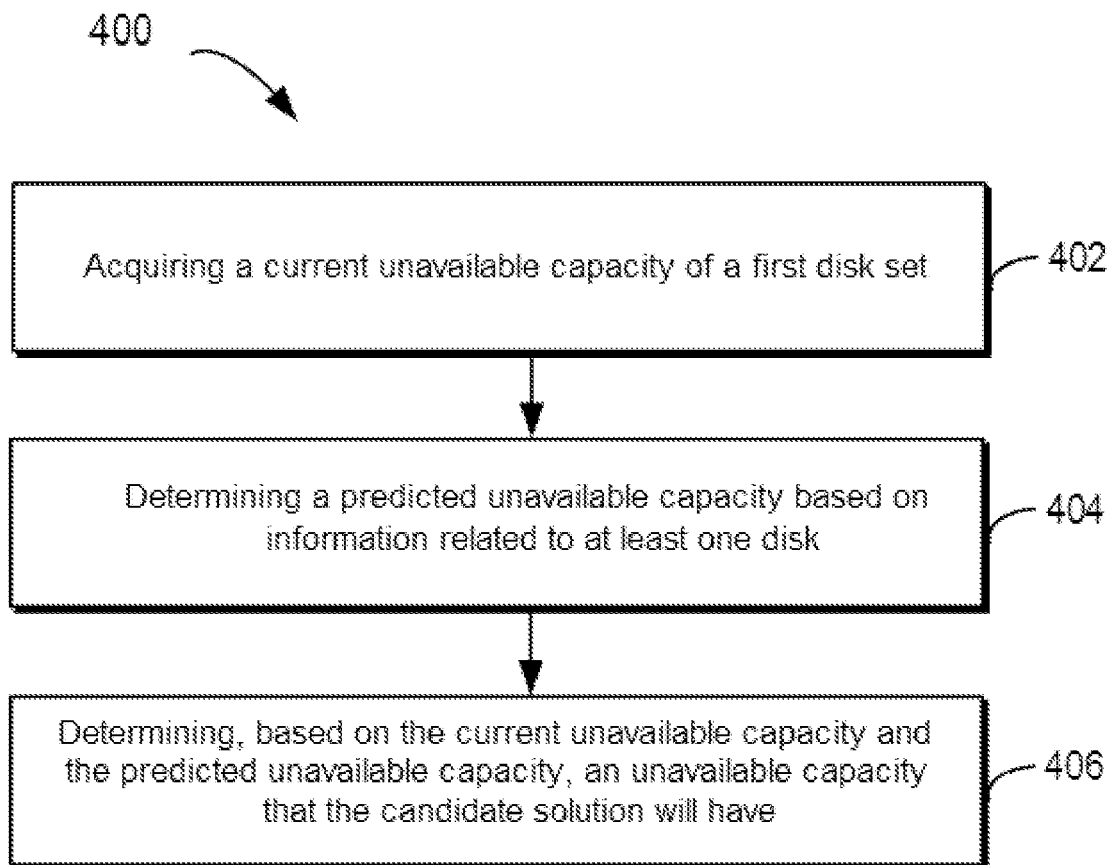 400
Acquiring a current unavailable capacity of a first disk set
402
Determining a predicted unavailable capacity based on
information related to at least one disk
404
Determining, based on the current unavailable capacity and
the predicted unavailable capacity, an unavailable capacity
that the candidate solution will have
406